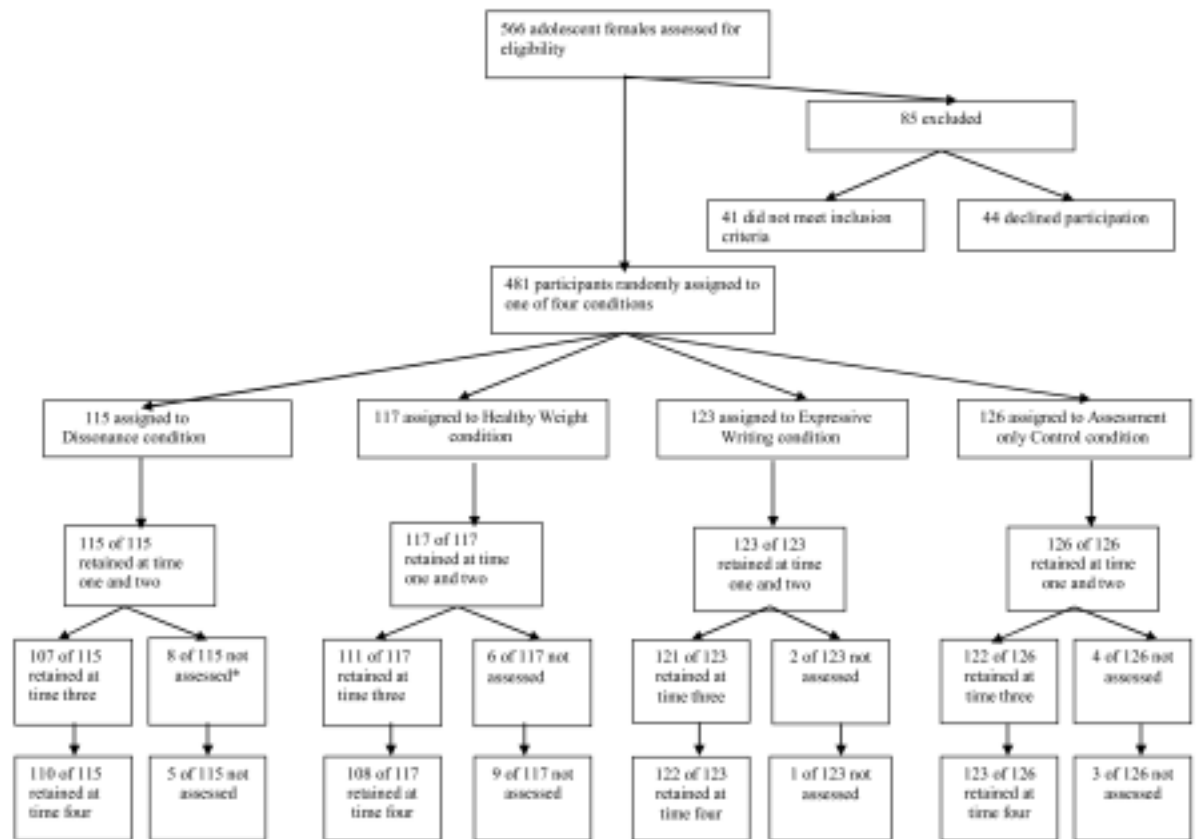 566 adolescent females assessed for
eligibility
85 excluded
41 did not meet inclusion
criteria
44 declined participation
481 participants randomly assigned to
one of four conditions
115 assigned to
Dissonance condition
117 assigned to Healthy Weight
condition
123 assigned to Expressive
Writing condition
126 assigned to Assessment
only Control condition
115 of 115
retained at time
one and two
117 of 117
retained at time
one and two
123 of 123
retained at time
one and two
126 of 126
retained at time
one and two
107 of 115
retained at
time three
8 of 115 not
assessed*
111 of 117
retained at
time three
6 of 117 not
assessed
121 of 123
retained at
time three
2 of 123 not
assessed
122 of 126
retained at
time three
4 of 126 not
assessed
110 of 115
retained at
time four
5 of 115 not
assessed
108 of 117
retained at
time four
9 of 117 not
assessed
122 of 123
retained at
time four
1 of 123 not
assessed
123 of 126
retained at
time four
3 of 126 not
assessed